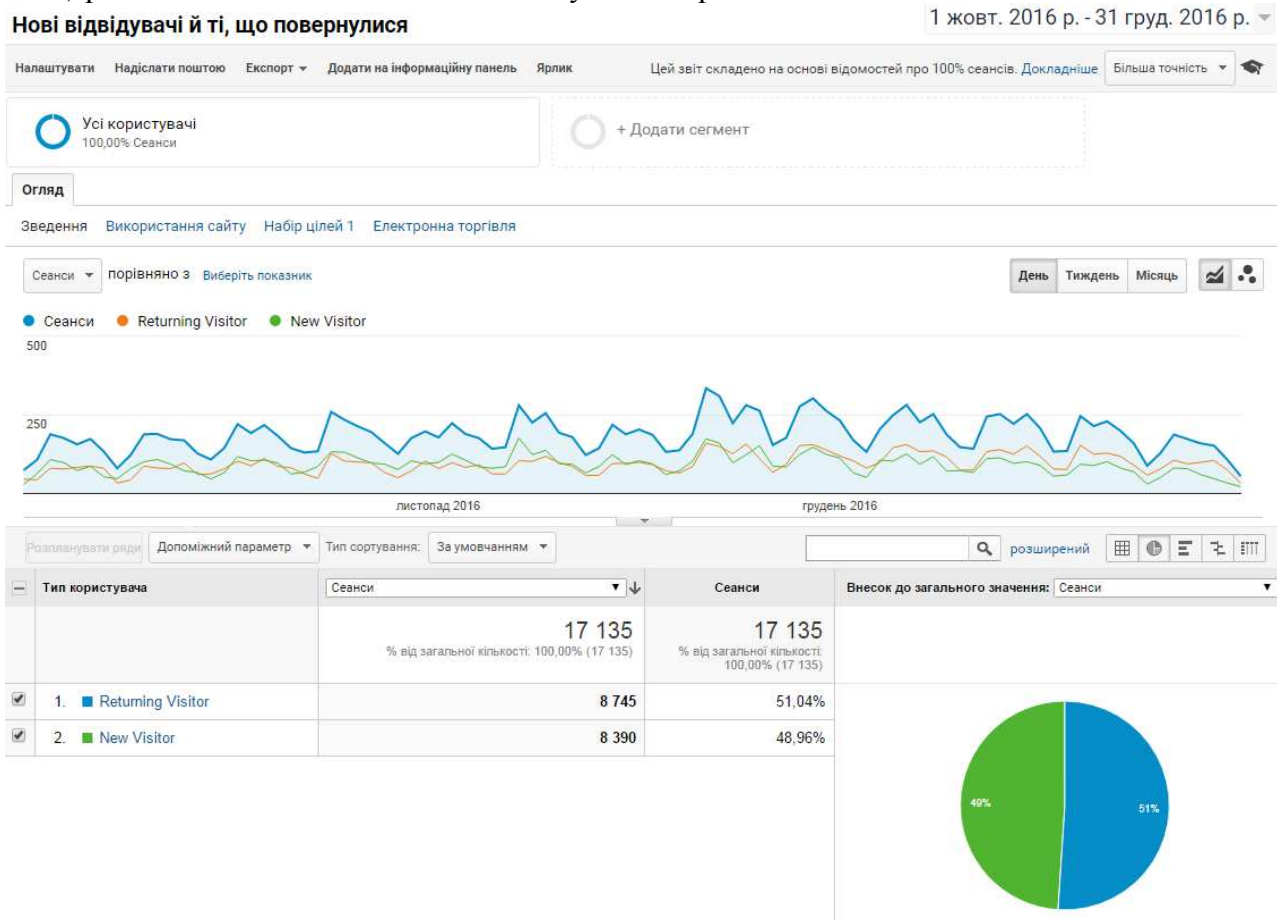 Нові відвідувачі й ті, що повернулися
1 жовт. 2016 р. - 31 груд. 2016 р.
Налаштувати Надіслати поштою Експорт Додати на інформаційну панель Ярлик Цей звіт складено на основі відомостей про 100% сеансів. Докладніше Більша точність
Усі користувачі
100,00% Сеанси
+ Додати сегмент
Огляд
Зведення Використання сайту Набір цілей 1 Електронна торгівля
Сеанси порівняно з Виберіть показник День Тиждень Місяць
Сеанси Returning Visitor New Visitor
500
250
листопад 2016 грудень 2016
Розпланувати ряди Допоміжний параметр Тип сортування: За умовчанням розширений
Тип користувача Сеанси Сеанси Внесок до загального значення: Сеанси
17 135 17 135
% від загальної кількості: 100,00% (17 135) % від загальної кількості:
100,00% (17 135)
1. Returning Visitor 8 745 51,04%
2. New Visitor 8 390 48,96%
49% 51%